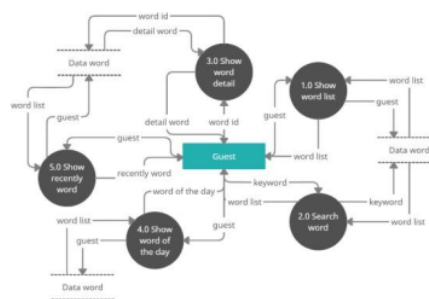 word id
detail word
Data word
3.0 Show
word
detail
1.0 Show
word list
word list
guest
word list
guest
detail word
word id
guest
guest
Data word
Guest
word list
5.0 Show
recently
word
recently word
word of the day
keyword
word list
4.0 Show
word of
the day
word list
guest
guest
2.0 Search
word
keyword
word list
Data word